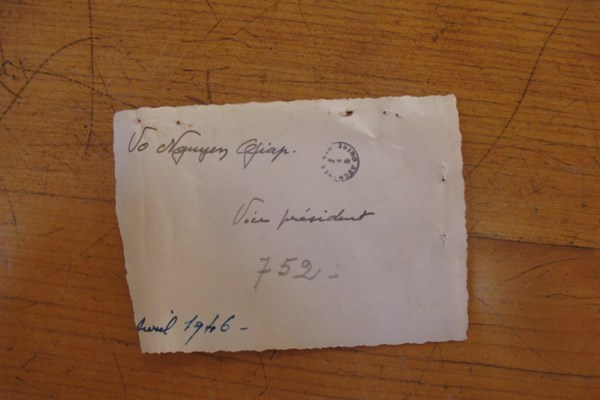 Vo Nguyen Giap.
Vice président
752 -
Avril 1946 -